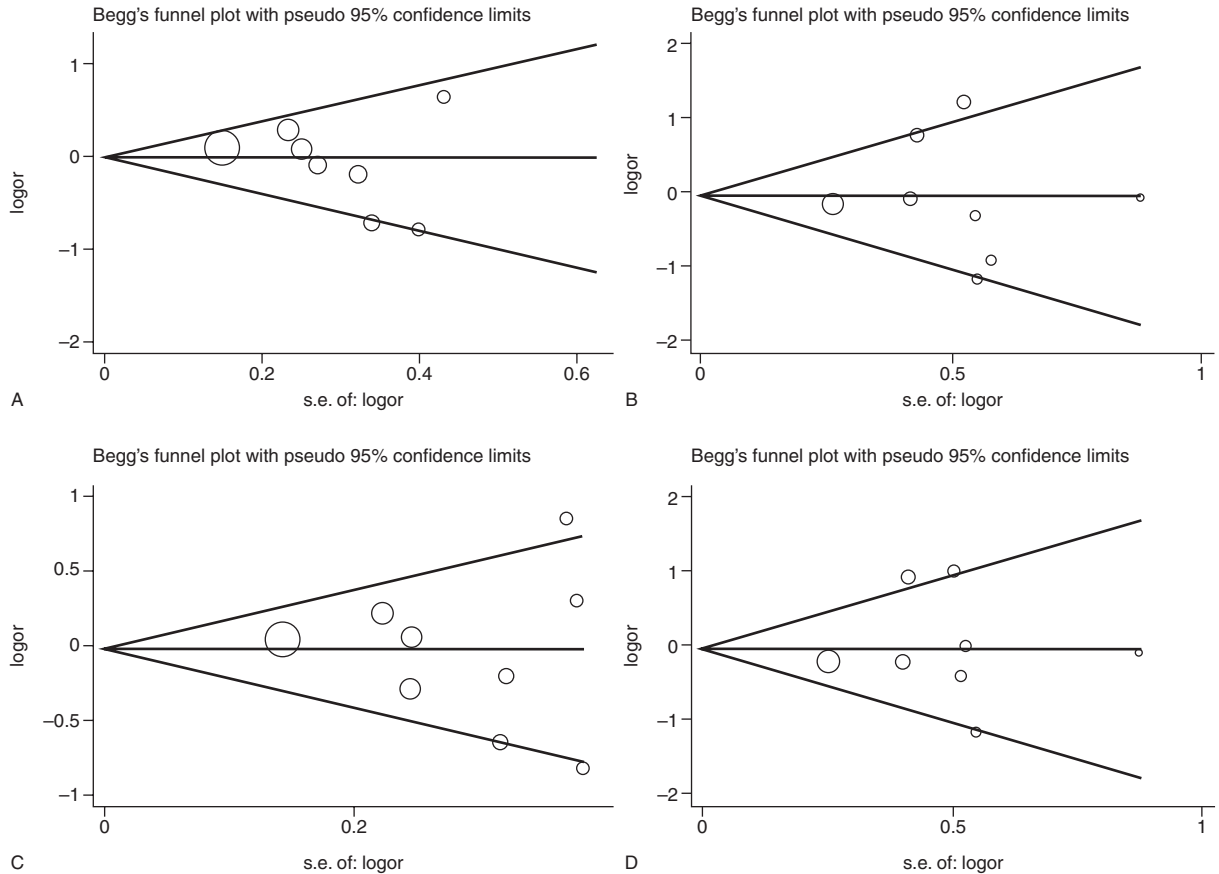 Begg's funnel plot with pseudo 95% confidence limits
1
0
–1
–2
logor
0
0.2
0.4
0.6
s.e. of: logor
A
Begg's funnel plot with pseudo 95% confidence limits
2
1
0
–1
–2
logor
0
0.5
1
s.e. of: logor
B
Begg's funnel plot with pseudo 95% confidence limits
1
0.5
0
–0.5
–1
logor
0
0.2
s.e. of: logor
C
Begg's funnel plot with pseudo 95% confidence limits
2
1
0
–1
–2
logor
0
0.5
1
s.e. of: logor
D